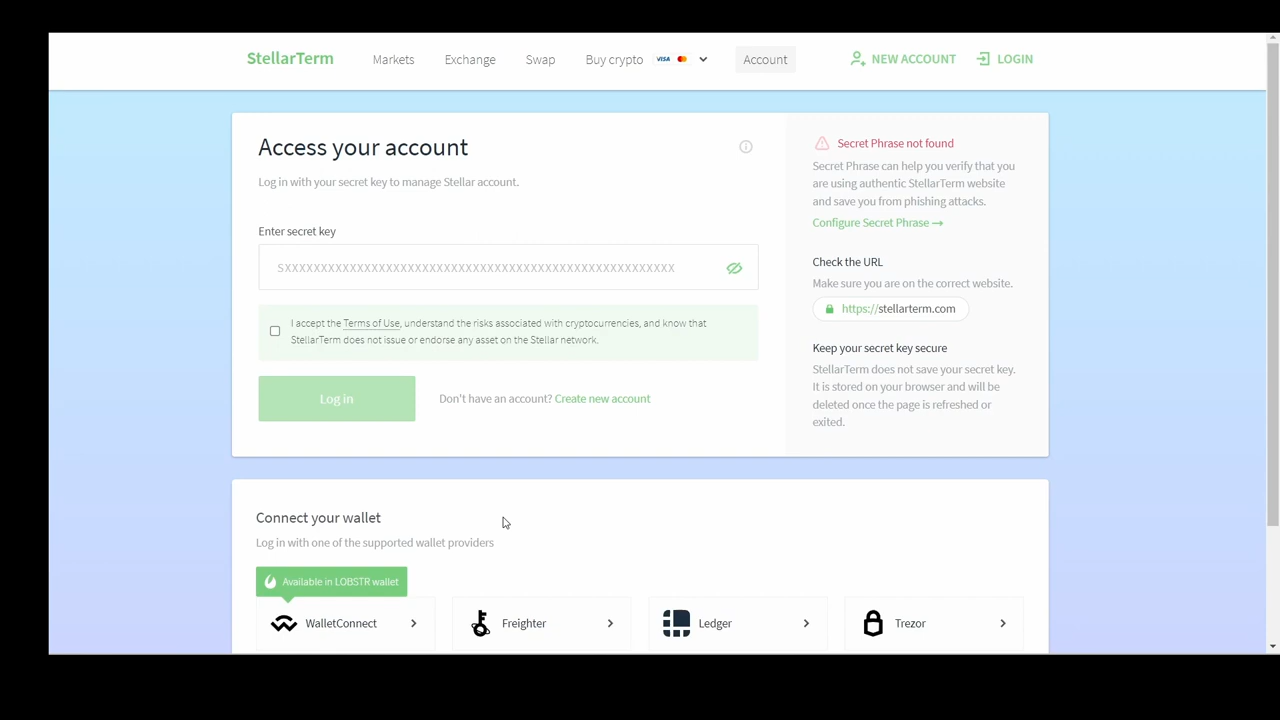 StellarTerm
Markets
Exchange
Swap
Buy crypto
VISA
Account
NEW ACCOUNT
LOGIN
Access your account
Log in with your secret key to manage Stellar account.
Enter secret key
SXXXXXXXXXXXXXXXXXXXXXXXXXXXXXXXXXXXXXXXXXXXXXXXXXXXXXXX
I accept the Terms of Use, understand the risks associated with cryptocurrencies, and know that
StellarTerm does not issue or endorse any asset on the Stellar network.
Log in
Don't have an account? Create new account
Secret Phrase not found
Secret Phrase can help you verify that you
are using authentic StellarTerm website
and save you from phishing attacks.
Configure Secret Phrase →
Check the URL
Make sure you are on the correct website.
https://stellarterm.com
Keep your secret key secure
StellarTerm does not save your secret key.
It is stored on your browser and will be
deleted once the page is refreshed or
exited.
Connect your wallet
Log in with one of the supported wallet providers
Available in LOBSTR wallet
WalletConnect
Freighter
Ledger
Trezor